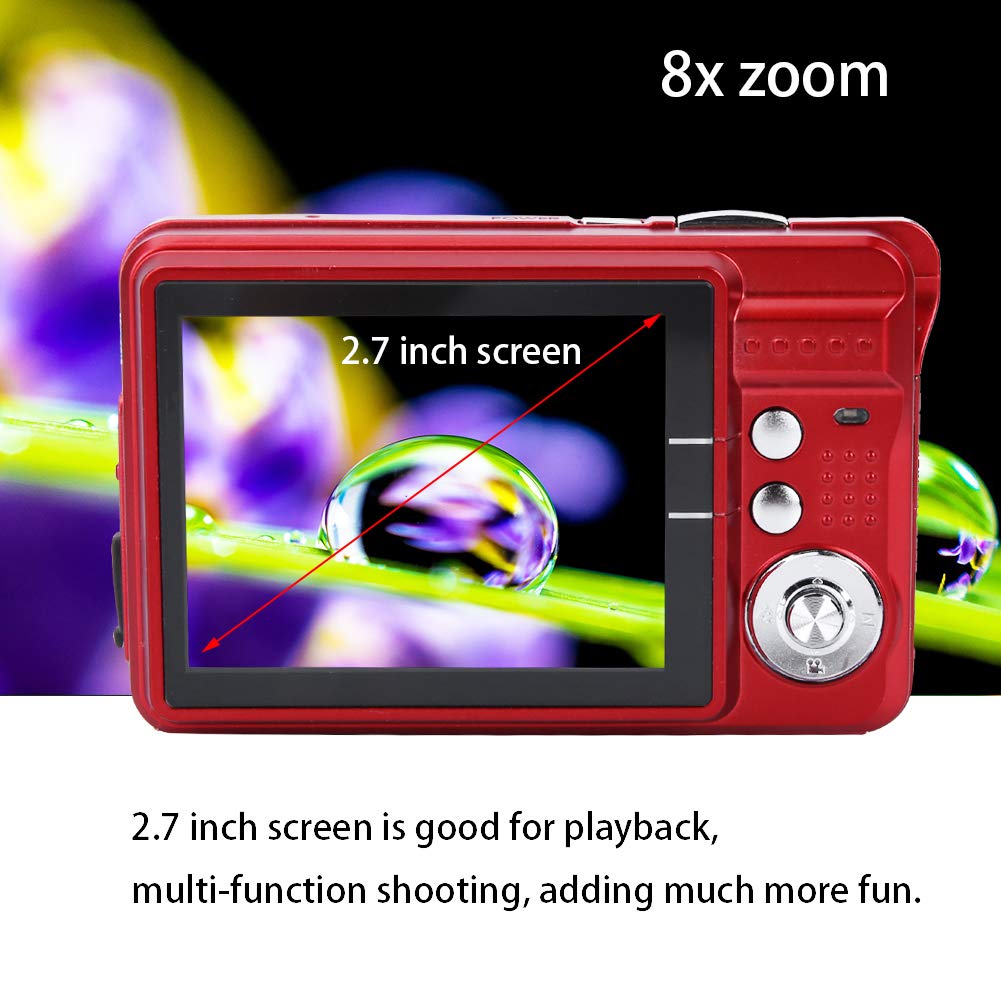 8x zoom
POWER
2.7 inch screen
M
2.7 inch screen is good for playback,
multi-function shooting, adding much more fun.